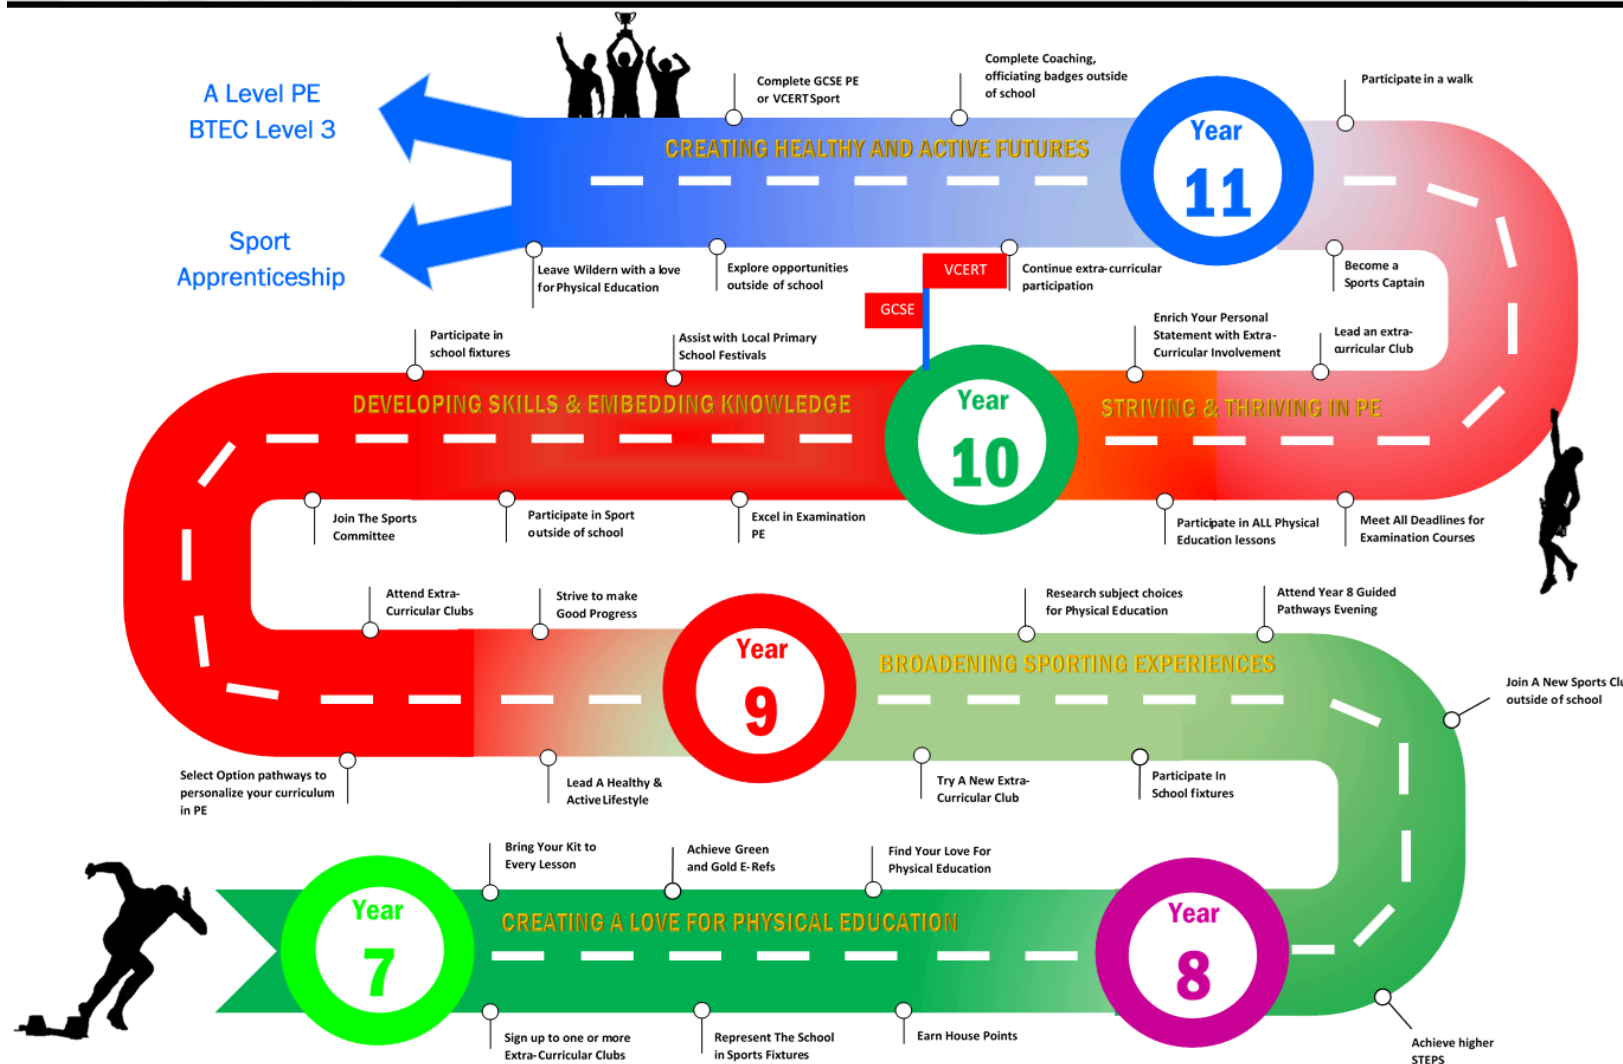 A Level PE
BTEC Level 3
Complete GCSE PE
or VCERT Sport
Complete Coaching,
officiating badges outside
of school
Participate in a walk
CREATING HEALTHY AND ACTIVE FUTURES
Year
11
Sport
Apprenticeship
Leave Wildern with a love
for Physical Education
Explore opportunities
outside of school
VCERT
GCSE
Continue extra-curricular
participation
Become a
Sports Captain
Participate in
school fixtures
Assist with Local Primary
School Festivals
Enrich Your Personal
Statement with Extra-
Curricular Involvement
Lead an extra-
curricular Club
DEVELOPING SKILLS & EMBEDDING KNOWLEDGE
Year
10
STRIVING & THRIVING IN PE
Join The Sports
Committee
Participate in Sport
outside of school
Excel in Examination
PE
Participate in ALL Physical
Education lessons
Meet All Deadlines for
Examination Courses
Attend Extra-
Curricular Clubs
Strive to make
Good Progress
Research subject choices
for Physical Education
Attend Year 8 Guided
Pathways Evening
Year
9
BROADENING SPORTING EXPERIENCES
Join A New Sports Clu
outside of school
Select Option pathways to
personalize your curriculum
in PE
Lead A Healthy &
Active Lifestyle
Try A New Extra-
Curricular Club
Participate In
School fixtures
Bring Your Kit to
Every Lesson
Achieve Green
and Gold E-Refs
Find Your Love For
Physical Education
Year
7
CREATING A LOVE FOR PHYSICAL EDUCATION
Year
8
Sign up to one or more
Extra-Curricular Clubs
Represent The School
in Sports Fixtures
Earn House Points
Achieve higher
STEPS